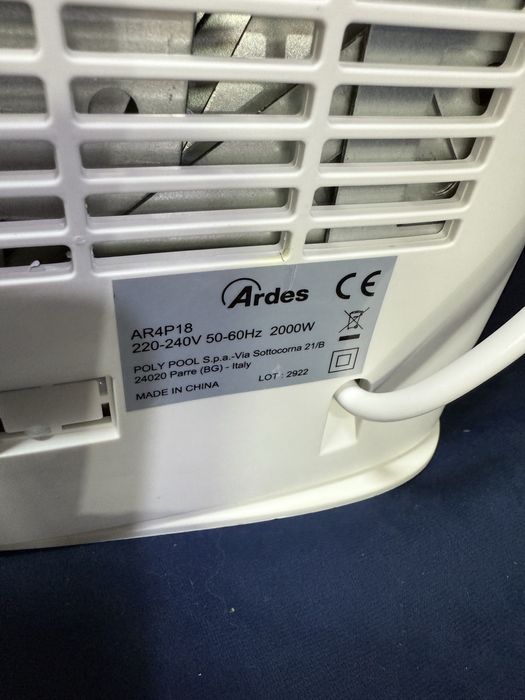 Ardes CE
AR4P18
220-240V 50-60Hz 2000W
POLY POOL S.p.a.-Via Sottocorna 21/B
24020 Parre (BG) - Italy
MADE IN CHINA LOT : 2922